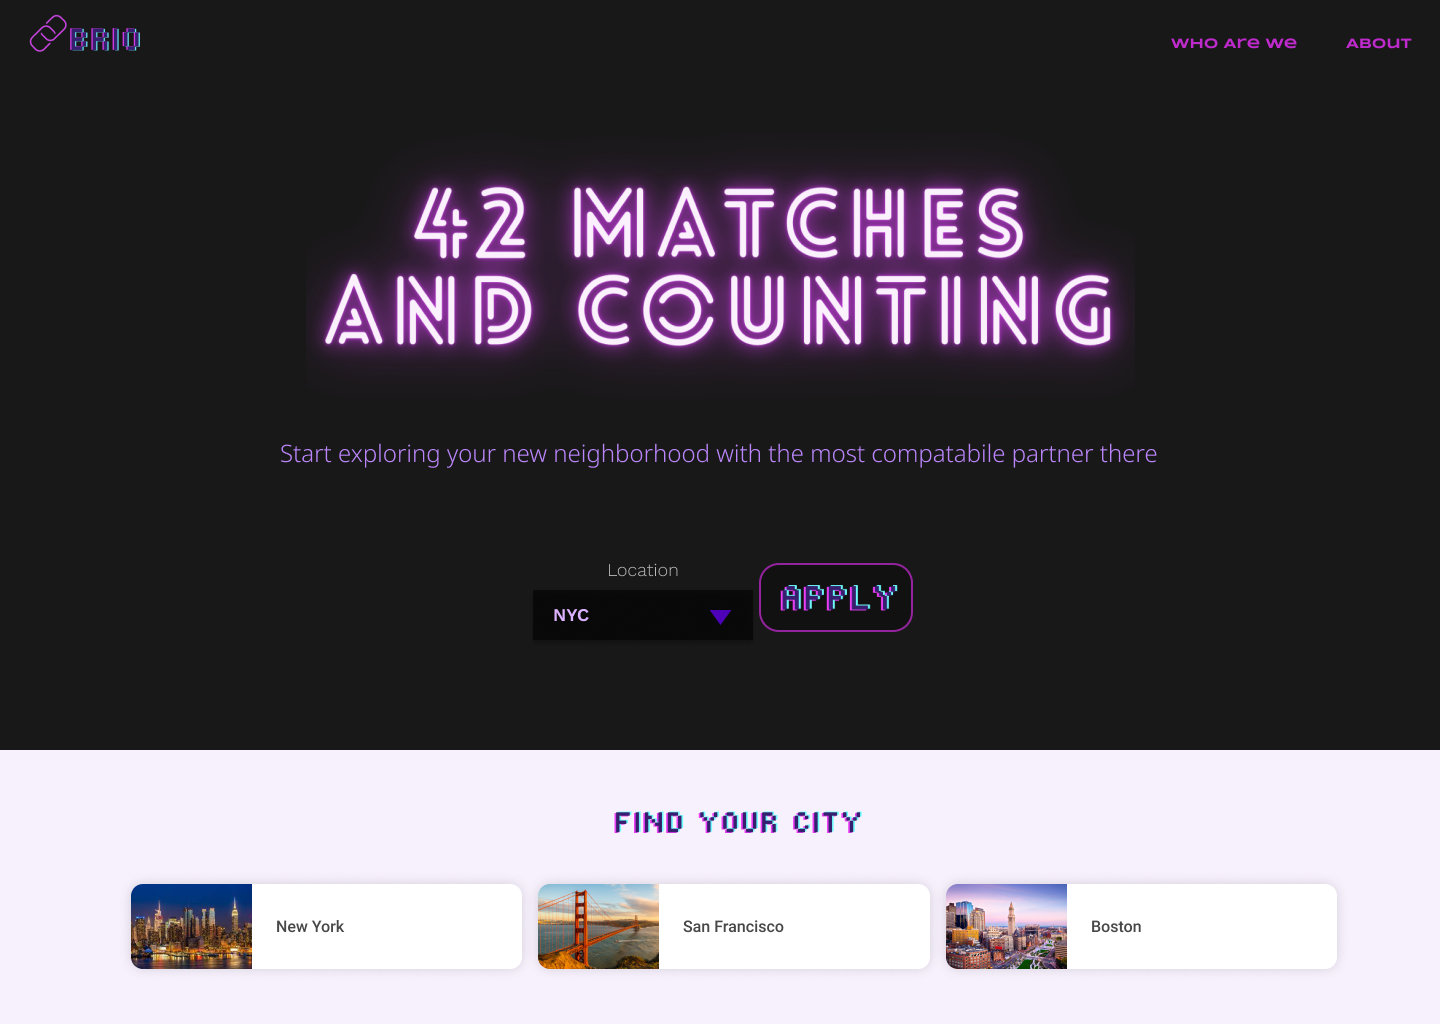 BRIO
WHO Are We
ABOUT
42 MATCHES
AND COUNTING
Start exploring your new neighborhood with the most compatabile partner there
Location
NYC
APPLY
FIND YOUR CITY
New York
San Francisco
Boston